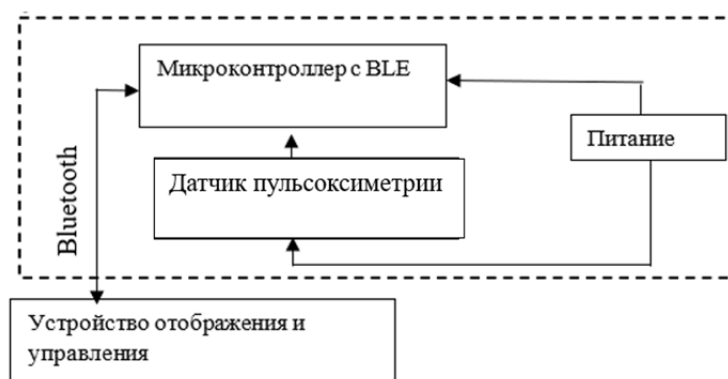 Микроконтроллер с BLE
Питание
Датчик пульсоксиметрии
Bluetooth
Устройство отображения и
управления